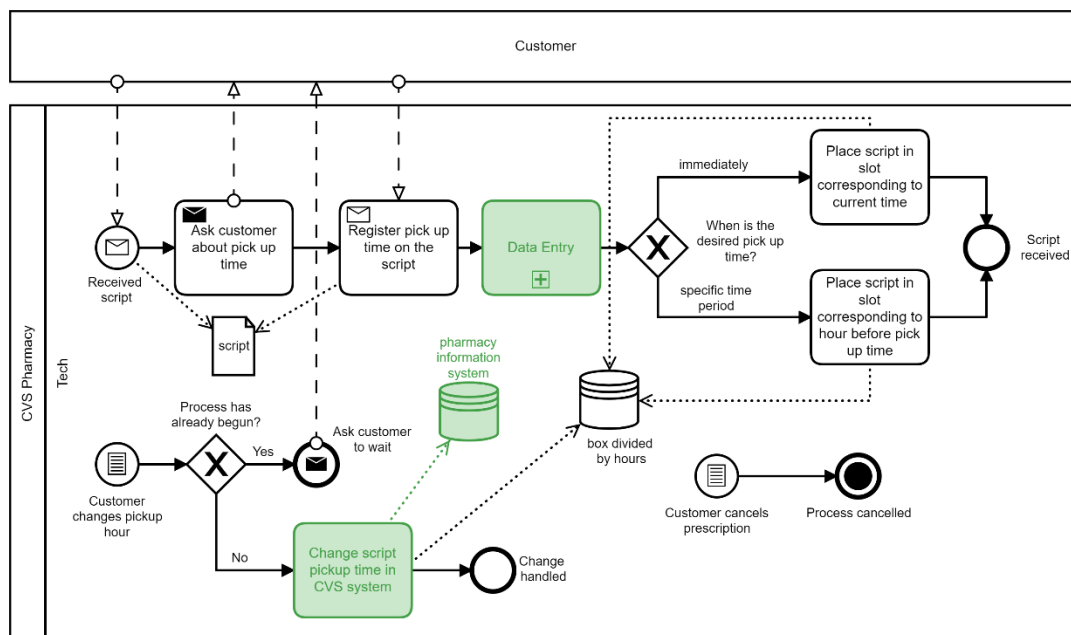 Customer
CVS Pharmacy
Tech
Received
script
Ask customer
about pick up
time
Register pick up
time on the
script
Data Entry
immediately
When is the
desired pick up
time?
specific time
period
Place script in
slot
corresponding to
current time
Place script in
slot
corresponding to
hour before pick
up time
Script
received
script
pharmacy
information
system
box divided
by hours
Process has
already begun?
Yes
Ask customer
to wait
Customer
changes pickup
hour
No
Change script
pickup time in
CVS system
Change
handled
Customer cancels
prescription
Process cancelled